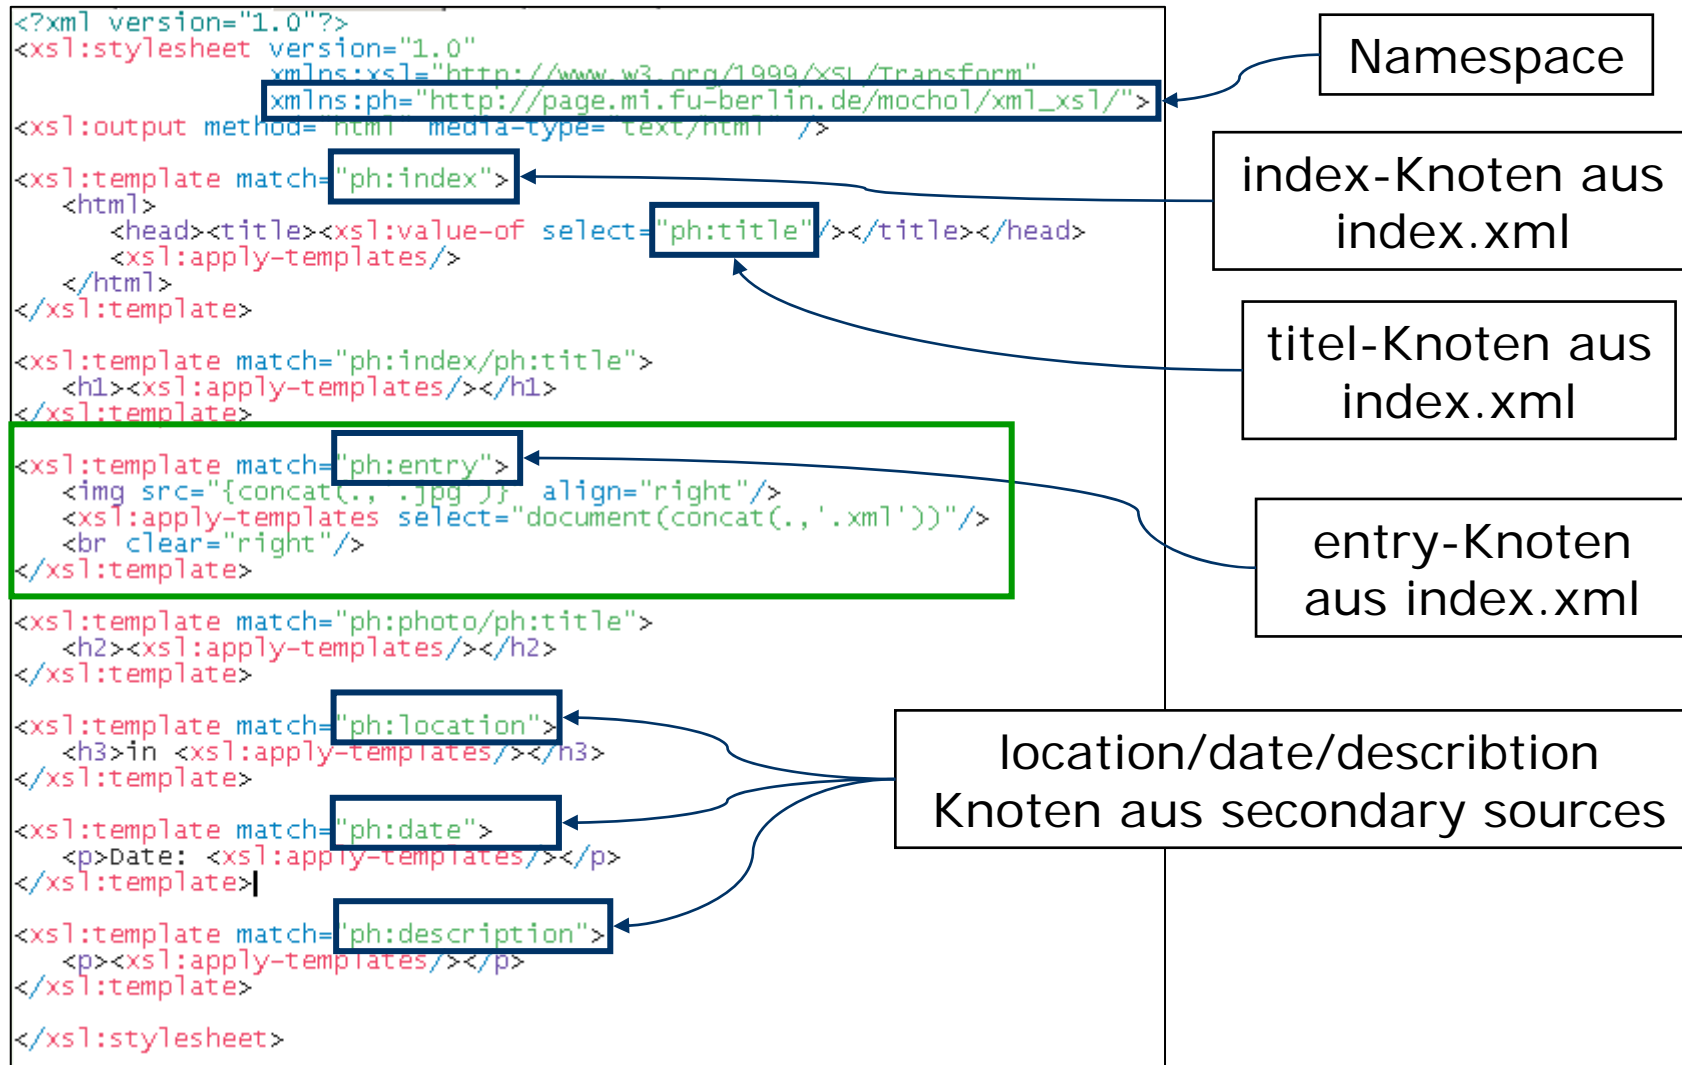 <?xml version="1.0"?>
<xsl:stylesheet version="1.0"
xmlns:xsl="http://www.w3.org/1999/XSL/Transform"
xmlns:ph="http://page.mi.fu-berlin.de/mochol/xml_xsl/">
<xsl:output method="html" media-type="text/html" />
<xsl:template match="ph:index">
<html>
<head><title><xsl:value-of select="ph:title"/></title></head>
<xsl:apply-templates/>
</html>
</xsl:template>
<xsl:template match="ph:index/ph:title">
<h1><xsl:apply-templates/></h1>
</xsl:template>
<xsl:template match="ph:entry">
<img src="{concat(., '.jpg')}" align="right"/>
<xsl:apply-templates select="document(concat(.,'.xml'))"/>
<br clear="right"/>
</xsl:template>
<xsl:template match="ph:photo/ph:title">
<h2><xsl:apply-templates/></h2>
</xsl:template>
<xsl:template match="ph:location">
<h3>in <xsl:apply-templates/></h3>
</xsl:template>
<xsl:template match="ph:date">
<p>Date: <xsl:apply-templates/></p>
</xsl:template>
<xsl:template match="ph:description">
<p><xsl:apply-templates/></p>
</xsl:template>
</xsl:stylesheet>
Namespace
index-Knoten aus
index.xml
titel-Knoten aus
index.xml
entry-Knoten
aus index.xml
location/date/describtion
Knoten aus secondary sources